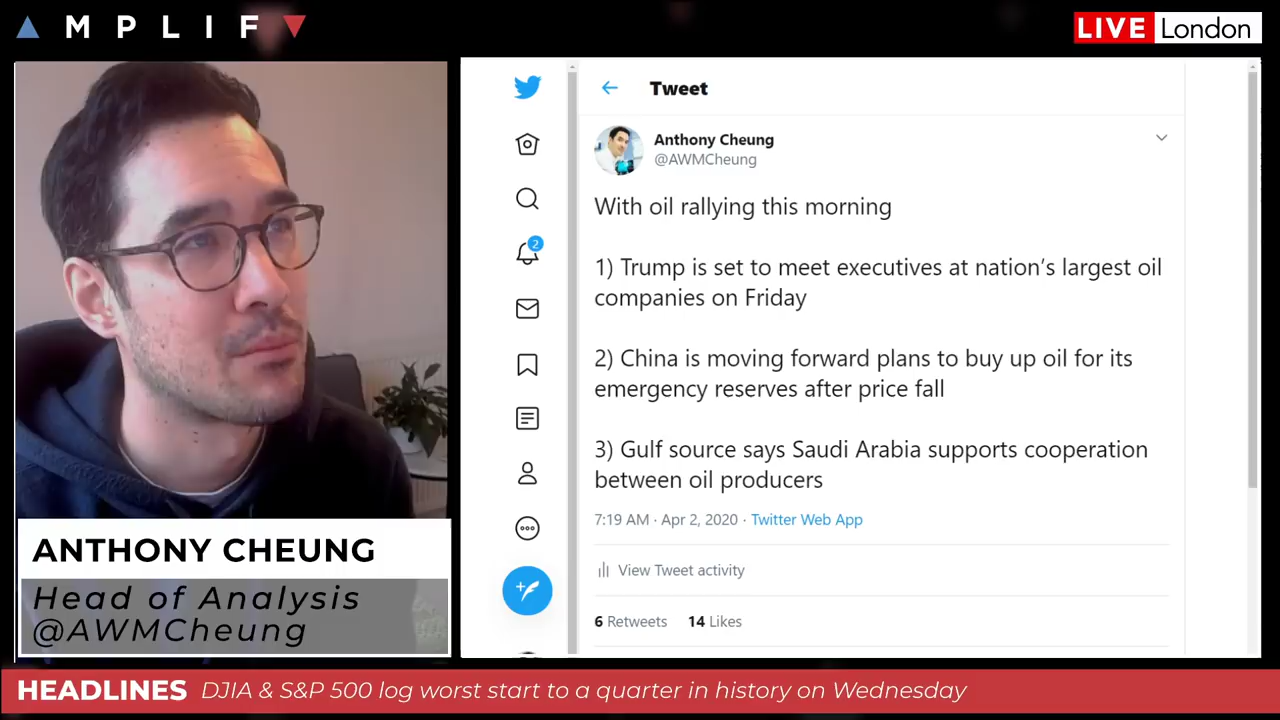 AMPLIFY
LIVE London
Tweet
Anthony Cheung
@AWMCheung
With oil rallying this morning
1) Trump is set to meet executives at nation's largest oil
companies on Friday
2) China is moving forward plans to buy up oil for its
emergency reserves after price fall
3) Gulf source says Saudi Arabia supports cooperation
between oil producers
7:19 AM · Apr 2, 2020 · Twitter Web App
View Tweet activity
6 Retweets 14 Likes
2
ANTHONY CHEUNG
Head of Analysis
@AWMCheung
HEADLINES DJIA & S&P 500 log worst start to a quarter in history on Wednesday